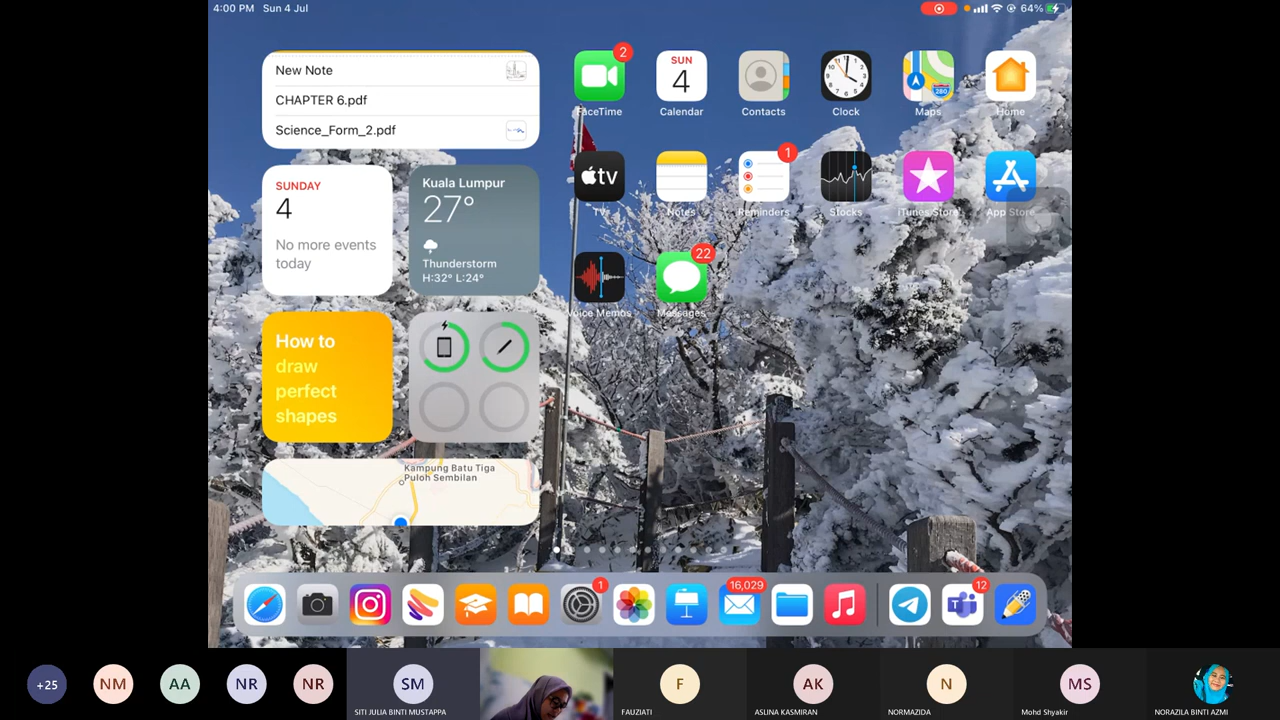 4:00 PM Sun 4 Jul
64%
New Note
CHAPTER 6.pdf
Science_Form_2.pdf
SUNDAY
4
No more events
today
Kuala Lumpur
27°
Thunderstorm
H:32° L:24°
How to
draw
perfect
shapes
Kampung Batu Tiga
Puloh Sembilan
2
SUN
4
280
FaceTime
Calendar
Contacts
Clock
Maps
Home
tv
1
TV
Notes
Reminders
Stocks
iTunes Store
App Store
22
Voice Memos
Messages
1
16,029
12
+25
NM
AA
NR
NR
SM
SITI JULIA BINTI MUSTAPPA
F
FAUZIATI
AK
ASLINA KASMIRAN
N
NORMAZIDA
MS
Mohd Shyakir
NORAZILA BINTI AZMI